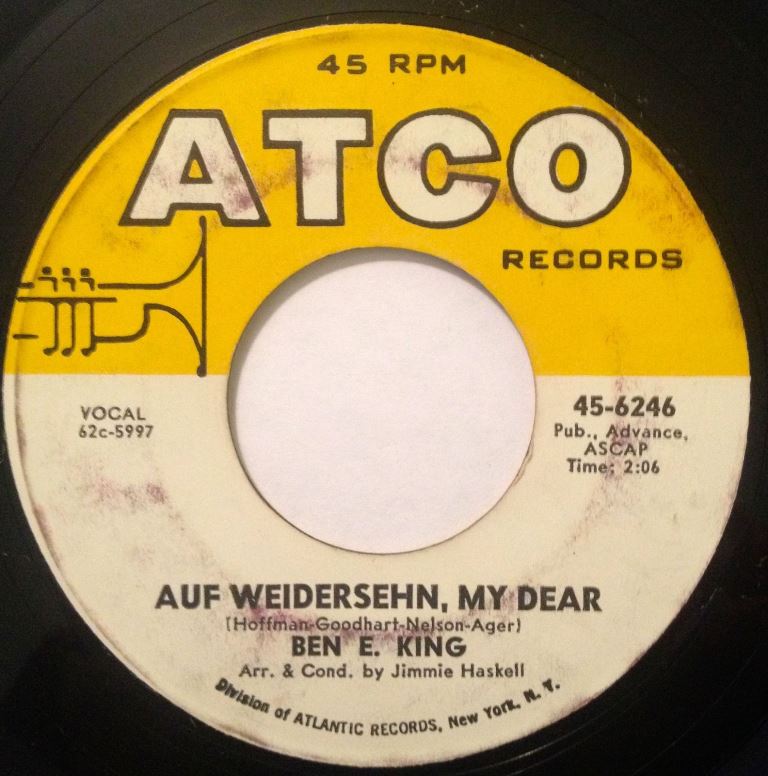 45 RPM
ATCO
RECORDS
VOCAL
62c-5997
45-6246
Pub., Advance,
ASCAP
Time: 2:06
AUF WEIDERSEHN, MY DEAR
(Hoffman-Goodhart-Nelson-Ager)
BEN E. KING
Arr. & Cond. by Jimmie Haskell
Division of ATLANTIC RECORDS, New York, N. Y.